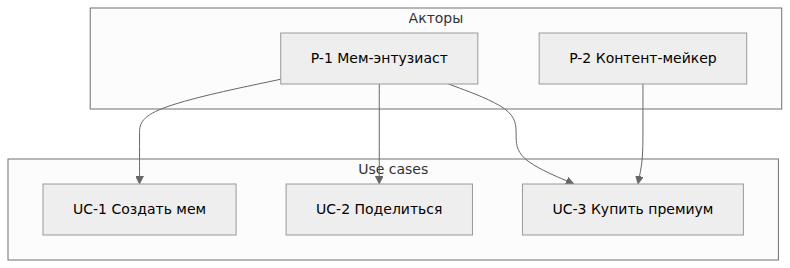 Акторы
P-1 Мем-энтузиаст
P-2 Контент-мейкер
Use cases
UC-1 Создать мем
UC-2 Поделиться
UC-3 Купить премиум